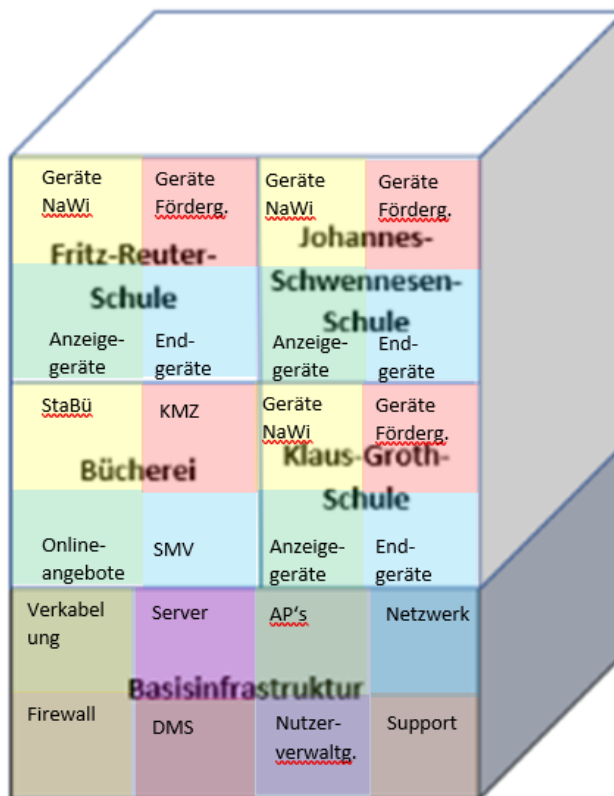 Geräte
NaWi
Geräte
Förderg.
Fritz-Reuter-
Schule
Anzeige-
geräte
End-
geräte
Geräte
NaWi
Geräte
Förderg.
Johannes-
Schwennesen-
Schule
Anzeige-
geräte
End-
geräte
StaBü
KMZ
Bücherei
Online-
angebote
SMV
Geräte
NaWi
Geräte
Förderg.
Klaus-Groth-
Schule
Anzeige-
geräte
End-
geräte
Verkabel
ung
Server
AP's
Netzwerk
Basisinfrastruktur
Firewall
DMS
Nutzer-
verwaltg.
Support